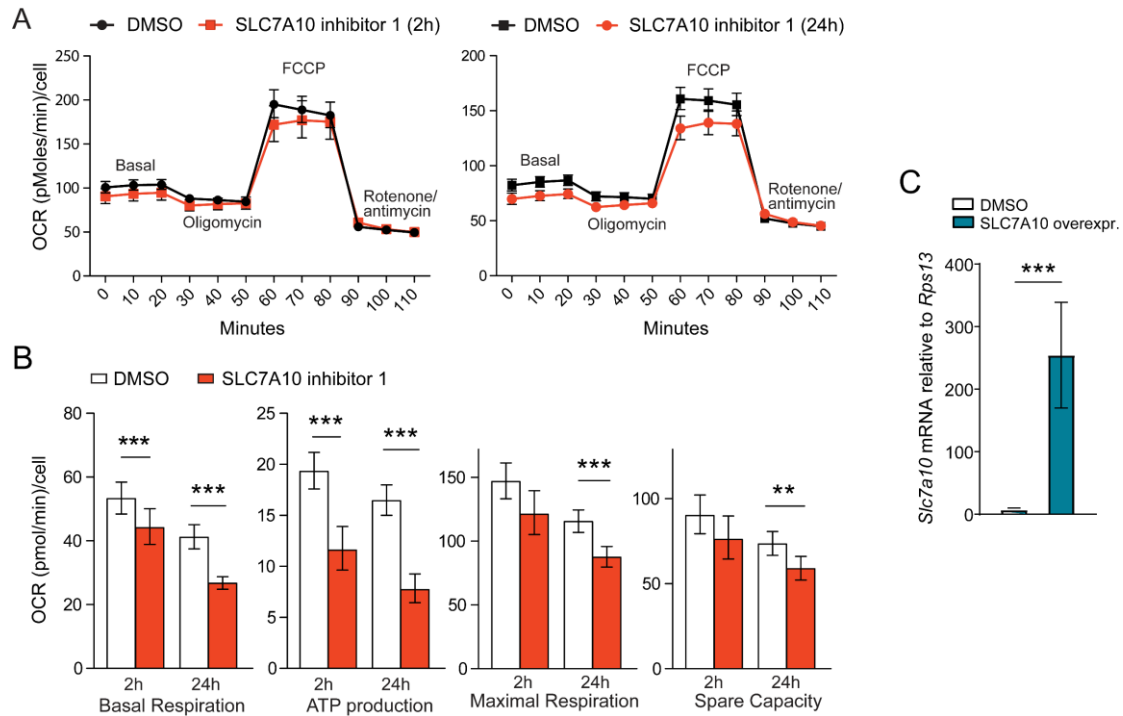 A
DMSO SLC7A10 inhibitor 1 (2h)
OCR (pMoles/min)/cell
250
200
150
100
50
0
FCCP
Basal
Oligomycin
Rotenone/
antimycin
0 10 20 30 40 50 60 70 80 90 100 110
Minutes
DMSO SLC7A10 inhibitor 1 (24h)
200
150
100
50
0
FCCP
Basal
Oligomycin
Rotenone/
antimycin
0 10 20 30 40 50 60 70 80 90 100 110
Minutes
B
DMSO SLC7A10 inhibitor 1
OCR (pmol/min)/cell
80
60
40
20
0
***
***
2h 24h
Basal Respiration
25
20
15
10
5
0
***
***
2h 24h
ATP production
150
100
50
0
***
2h 24h
Maximal Respiration
100
50
0
**
2h 24h
Spare Capacity
C
DMSO
SLC7A10 overexpr.
Slc7a10 mRNA relative to Rps13
400
300
200
100
0
***